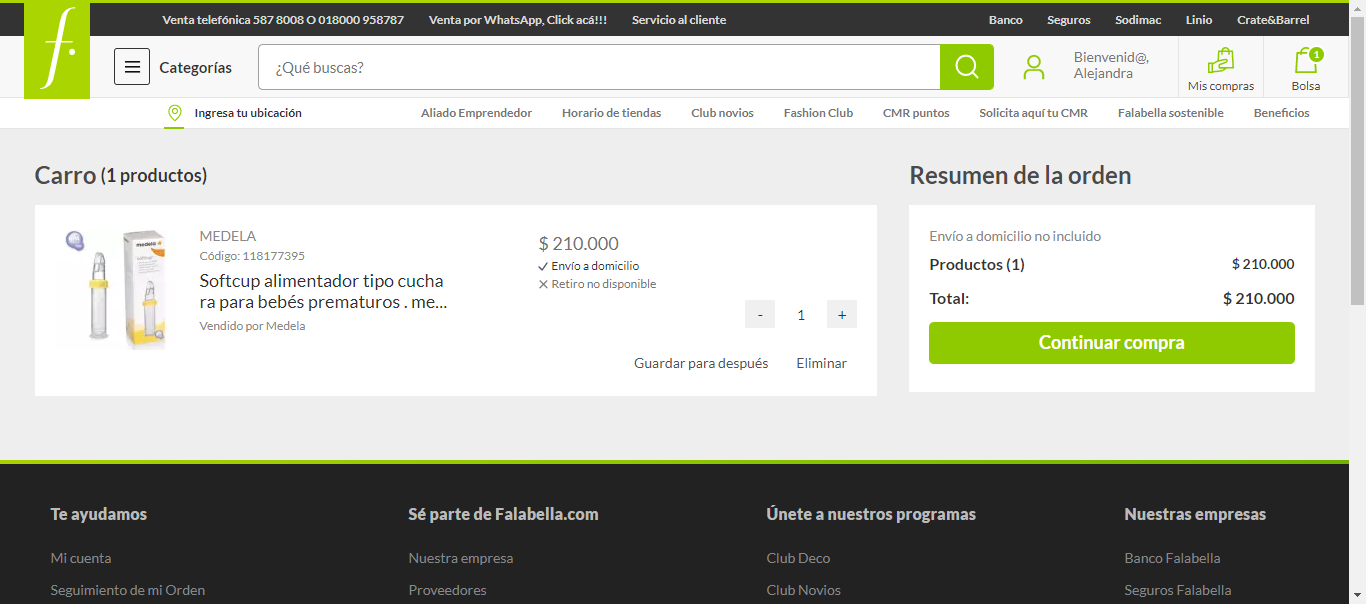 Venta telefónica 587 8008 O 018000 958787 Venta por WhatsApp, Click acá!!! Servicio al cliente Banco Seguros Sodimac Linio Crate&Barrel
f.
Categorías ¿Qué buscas? Bienvenid@, Alejandra Mis compras 1 Bolsa
Ingresa tu ubicación Aliado Emprendedor Horario de tiendas Club novios Fashion Club CMR puntos Solicita aquí tu CMR Falabella sostenible Beneficios
Carro (1 productos)
medela
MEDELA
Código: 118177395
Softcup alimentador tipo cucha
ra para bebés prematuros . me...
Vendido por Medela
$ 210.000
Envío a domicilio
Retiro no disponible
- 1 +
Guardar para después Eliminar
Resumen de la orden
Envío a domicilio no incluido
Productos (1) $ 210.000
Total: $ 210.000
Continuar compra
Te ayudamos Sé parte de Falabella.com Únete a nuestros programas Nuestras empresas
Mi cuenta Nuestra empresa Club Deco Banco Falabella
Seguimiento de mi Orden Proveedores Club Novios Seguros Falabella